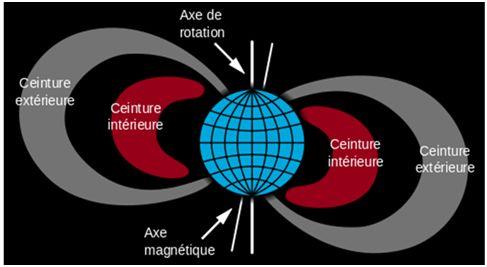 Axe de
rotation
Ceinture
extérieure
Ceinture
intérieure
Ceinture
intérieure
Ceinture
extérieure
Axe
magnétique